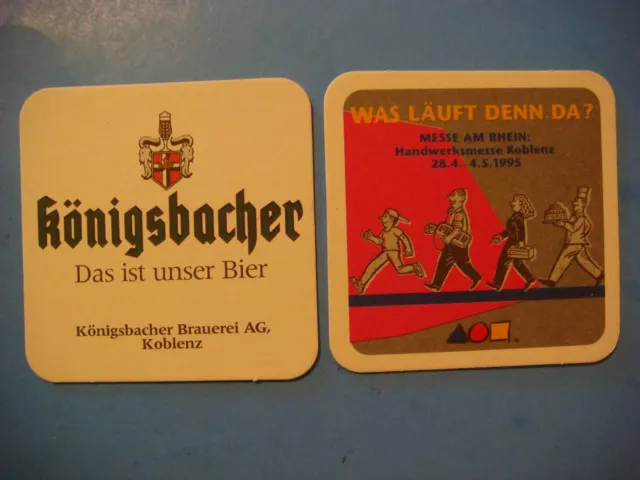 Königsbacher
Das ist unser Bier
Königsbacher Brauerei AG,
Koblenz
WAS LÄUFT DENN DA?
MESSE AM RHEIN:
Handwerksmesse Koblenz
28.4.-4.5.1995